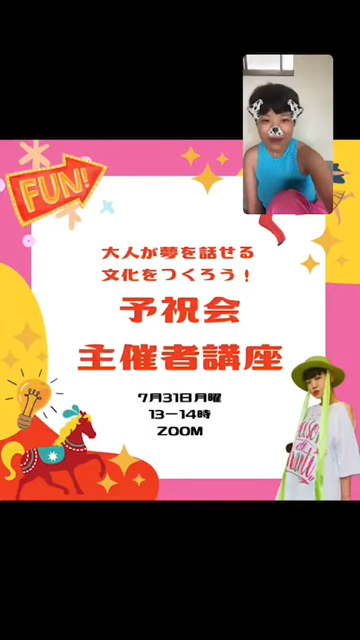 FUN!
大人が夢を話せる
文化をつくろう！
予祝会
主催者講座
7月31日月曜
13－14時
ZOOM